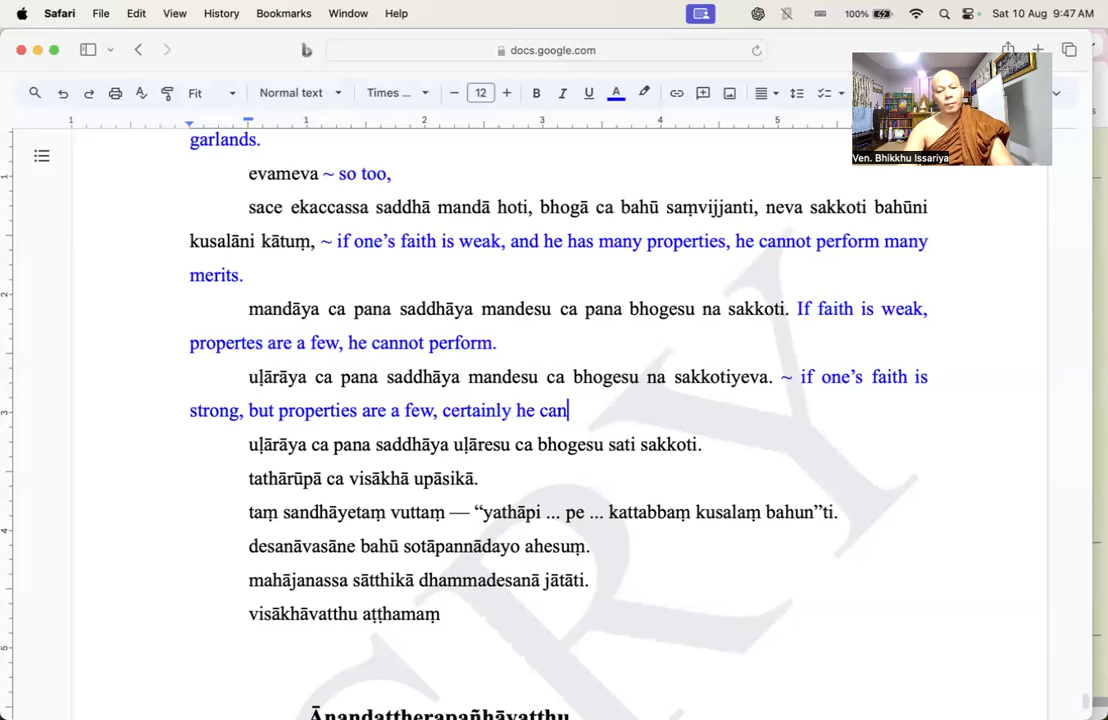 Safari File Edit View History Bookmarks Window Help 100% Sat 10 Aug 9:47 AM
docs.google.com
Fit Normal text Times ... 12 B I U A
1 1 2 3 4 5
Ven. Bhikkhu Issariya
garlands.
evameva ~ so too,
sace ekaccassa saddhā mandā hoti, bhogā ca bahū saṃvijjanti, neva sakkoti bahūni
kusalāni kātuṃ, ~ if one’s faith is weak, and he has many properties, he cannot perform many
merits.
mandāya ca pana saddhāya mandesu ca pana bhogesu na sakkoti. If faith is weak,
propertes are a few, he cannot perform.
uḷārāya ca pana saddhāya mandesu ca bhogesu na sakkotiyeva. ~ if one’s faith is
strong, but properties are a few, certainly he can
uḷārāya ca pana saddhāya uḷāresu ca bhogesu sati sakkoti.
tathārūpā ca visākhā upāsikā.
taṃ sandhāyetaṃ vuttaṃ — “yathāpi ... pe ... kattabbaṃ kusalaṃ bahun”ti.
desanāvasāne bahū sotāpannādayo ahesuṃ.
mahājanassa sātthikā dhammadesanā jātāti.
visākhāvatthu aṭṭhamaṃ
Ānandattherapañhāvatthu